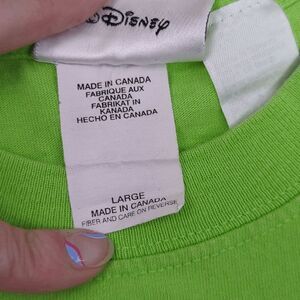 Disney
MADE IN CANADA
FABRIQUE AUX
CANADA
FABRIKAT IN
KANADA
HECHO EN CANADA
LARGE
MADE IN CANADA
FIBER AND CARE ON REVERSE